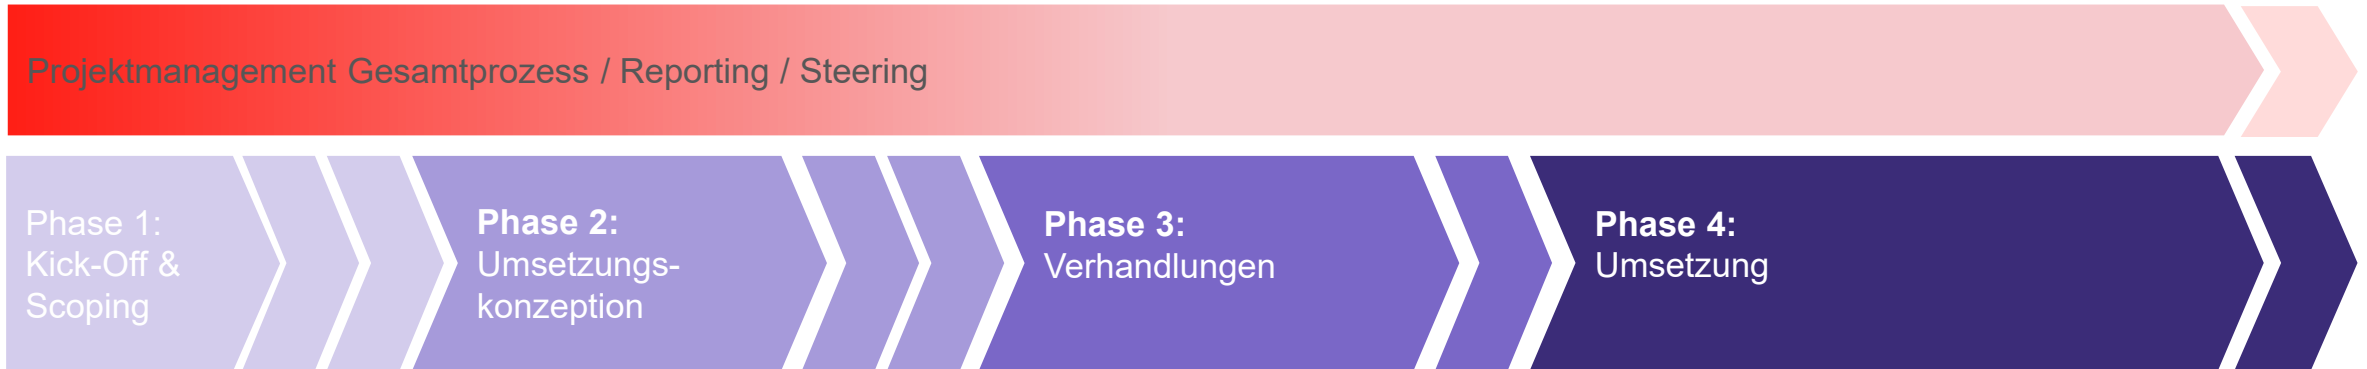 Projektmanagement Gesamtprozess / Reporting / Steering
Phase 1:
Kick-Off &
Scoping
Phase 2:
Umsetzungs-
konzeption
Phase 3:
Verhandlungen
Phase 4:
Umsetzung